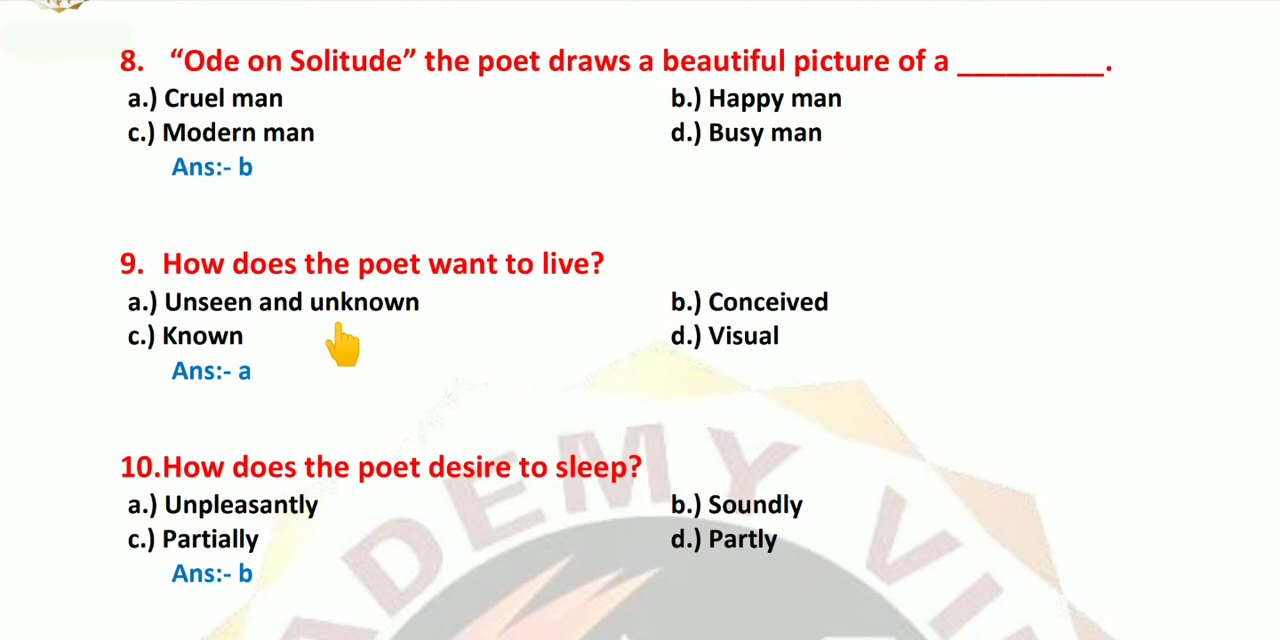 8. “Ode on Solitude” the poet draws a beautiful picture of a _________.
a.) Cruel man b.) Happy man
c.) Modern man d.) Busy man
Ans:- b
9. How does the poet want to live?
a.) Unseen and unknown b.) Conceived
c.) Known d.) Visual
Ans:- a
10.How does the poet desire to sleep?
a.) Unpleasantly b.) Soundly
c.) Partially d.) Partly
Ans:- b